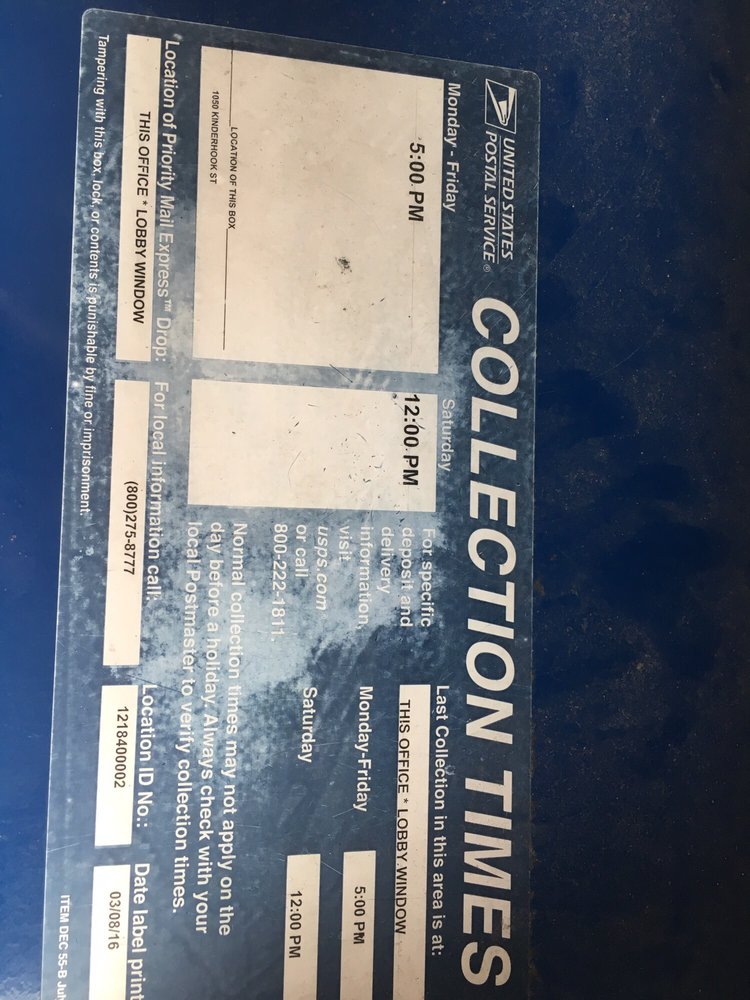 UNITED STATES
POSTAL SERVICE®
COLLECTION TIMES
Monday - Friday
5:00 PM
LOCATION OF THIS BOX
1050 KINDERHOOK ST
Saturday
12:00 PM
For specific
deposit and
delivery
information,
visit
usps.com
or call
800-222-1811.
Last Collection in this area is at:
THIS OFFICE * LOBBY WINDOW
Monday-Friday
5:00 PM
Saturday
12:00 PM
Normal collection times may not apply on the
day before a holiday. Always check with your
local Postmaster to verify collection times.
Location of Priority Mail Express™ Drop:
THIS OFFICE * LOBBY WINDOW
For local information call:
(800)275-8777
Location ID No.:
1218400002
Date label print
03/08/16
Tampering with this box, lock or contents is punishable by fine or imprisonment.
ITEM DEC 55-B Jul